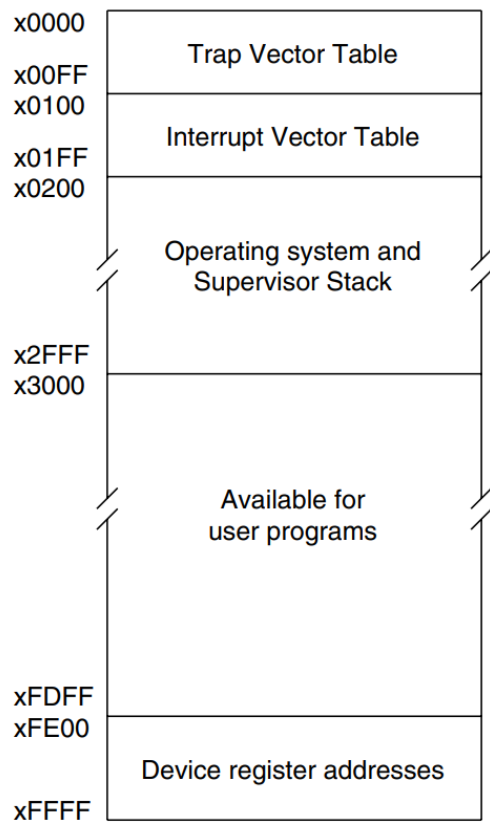 x0000
Trap Vector Table
x00FF
x0100
Interrupt Vector Table
x01FF
x0200
Operating system and
Supervisor Stack
x2FFF
x3000
Available for
user programs
xFDFF
xFE00
Device register addresses
xFFFF